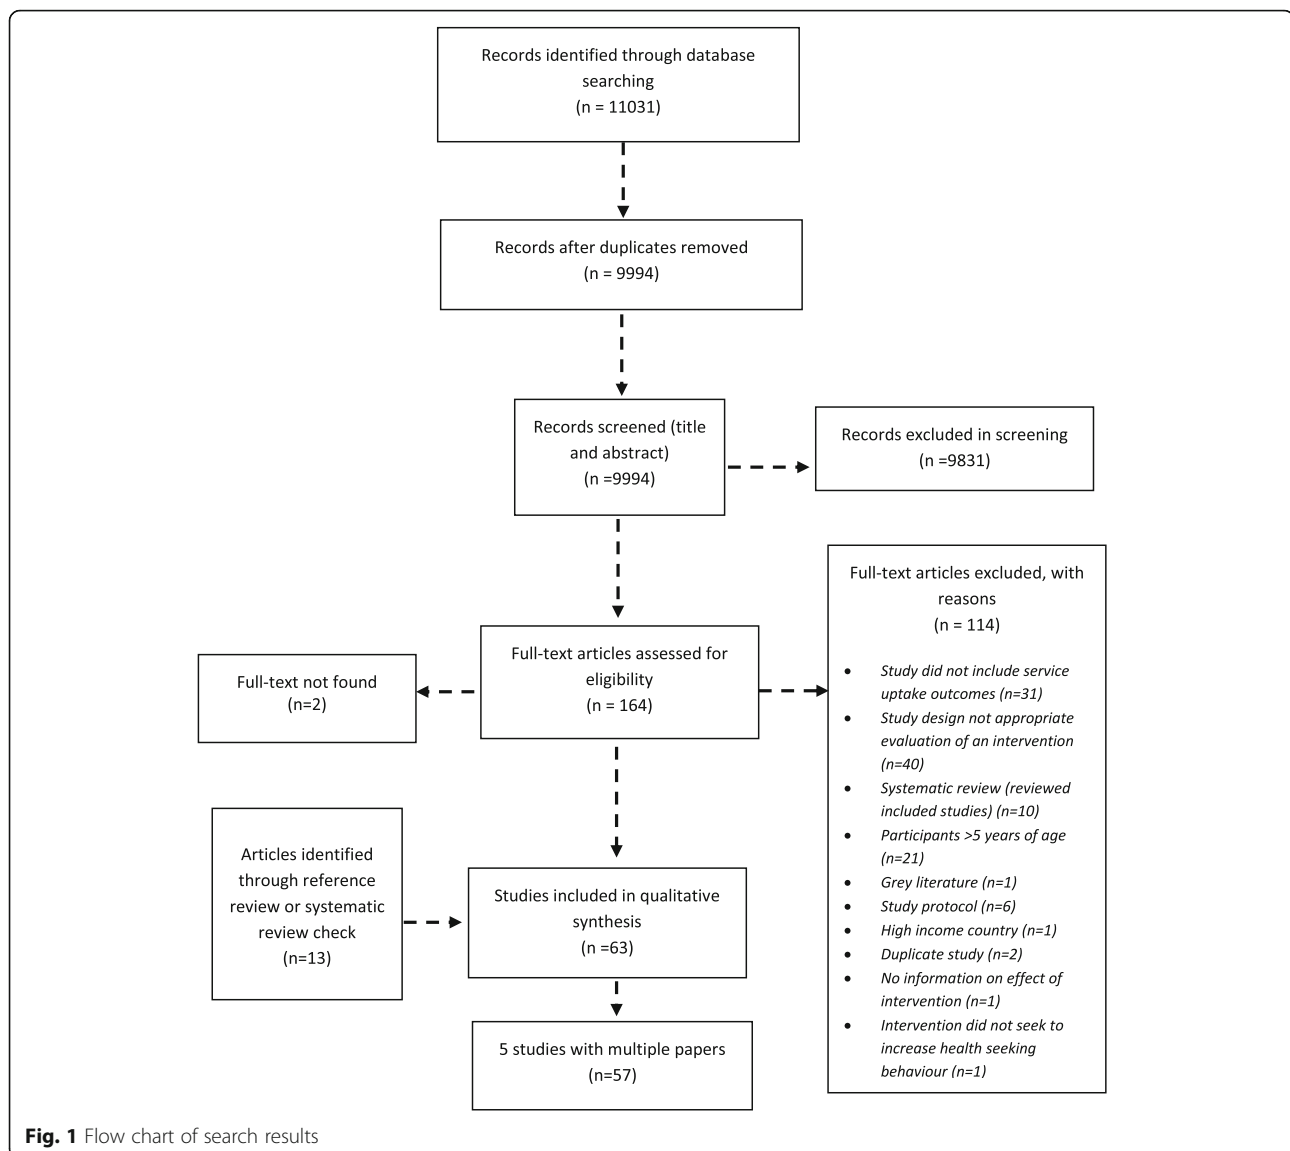 Records identified through database
searching
(n = 11031)
Records after duplicates removed
(n = 9994)
Records screened (title
and abstract)
(n =9994)
Records excluded in screening
(n =9831)
Full-text articles assessed for
eligibility
(n = 164)
Full-text not found
(n=2)
Full-text articles excluded, with
reasons
(n = 114)
• Study did not include service
uptake outcomes (n=31)
• Study design not appropriate
evaluation of an intervention
(n=40)
• Systematic review (reviewed
included studies) (n=10)
• Participants >5 years of age
(n=21)
• Grey literature (n=1)
• Study protocol (n=6)
• High income country (n=1)
• Duplicate study (n=2)
• No information on effect of
intervention (n=1)
• Intervention did not seek to
increase health seeking
behaviour (n=1)
Articles identified
through reference
review or systematic
review check
(n=13)
Studies included in qualitative
synthesis
(n =63)
5 studies with multiple papers
(n=57)
Fig. 1 Flow chart of search results